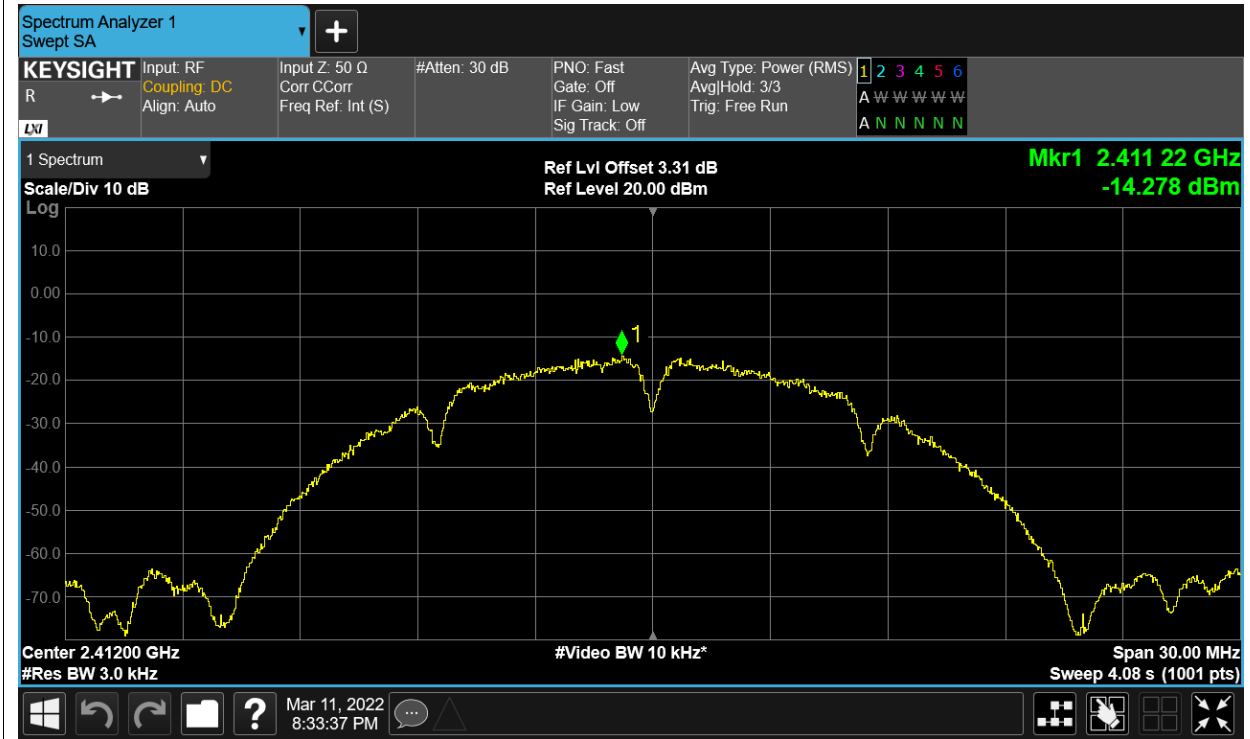 Spectrum Analyzer 1
Swept SA
+
KEYSIGHT
R
LXI
Input: RF
Coupling: DC
Align: Auto
Input Z: 50 Ω
Corr CCorr
Freq Ref: Int (S)
#Atten: 30 dB
PNO: Fast
Gate: Off
IF Gain: Low
Sig Track: Off
Avg Type: Power (RMS)
Avg|Hold: 3/3
Trig: Free Run
1 2 3 4 5 6
A W W W W W
A N N N N N
1 Spectrum
Scale/Div 10 dB
Log
Ref Lvl Offset 3.31 dB
Ref Level 20.00 dBm
Mkr1 2.411 22 GHz
-14.278 dBm
10.0
0.00
-10.0
-20.0
-30.0
-40.0
-50.0
-60.0
-70.0
1
Center 2.41200 GHz
#Res BW 3.0 kHz
#Video BW 10 kHz*
Span 30.00 MHz
Sweep 4.08 s (1001 pts)
?
Mar 11, 2022
8:33:37 PM